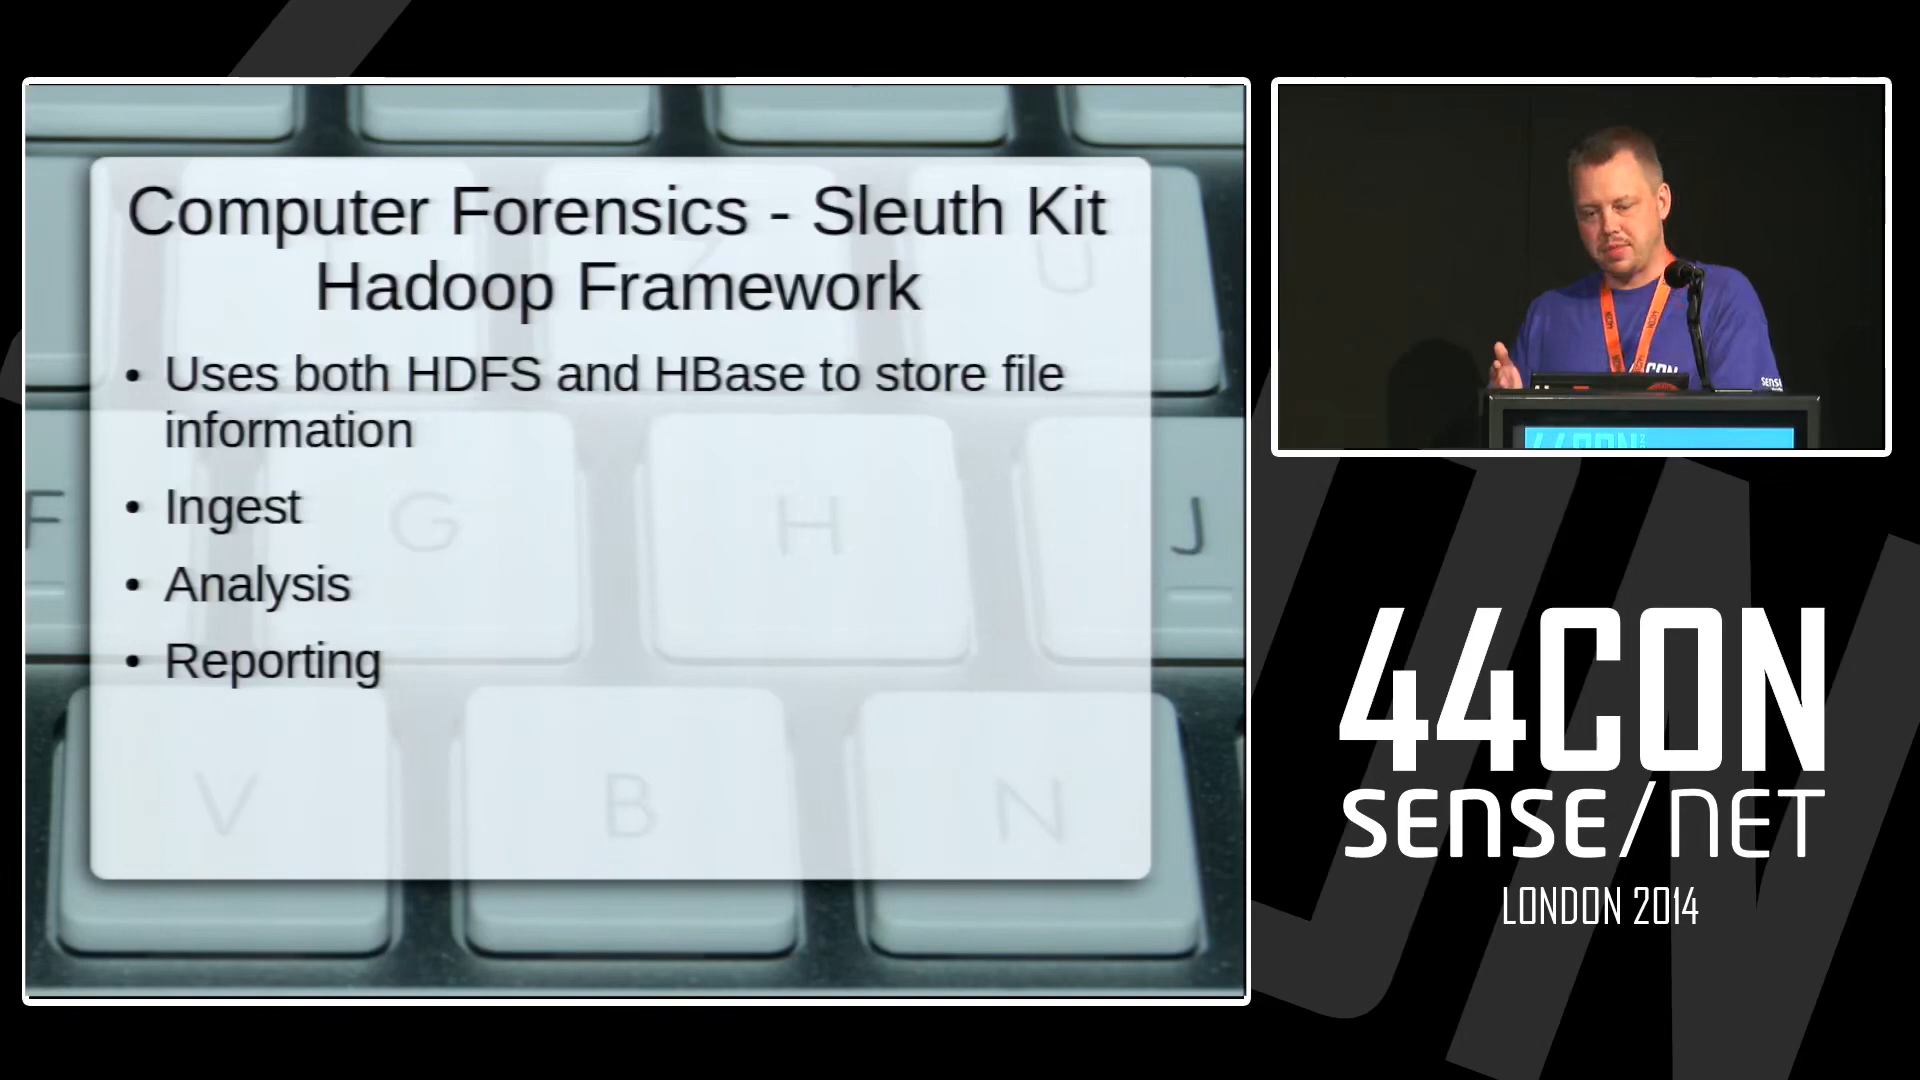 Computer Forensics - Sleuth Kit
Hadoop Framework
• Uses both HDFS and HBase to store file
information
• Ingest
• Analysis
• Reporting
F
G
H
J
U
V
B
N
44CON
44CON
SENSE/NET
LONDON 2014